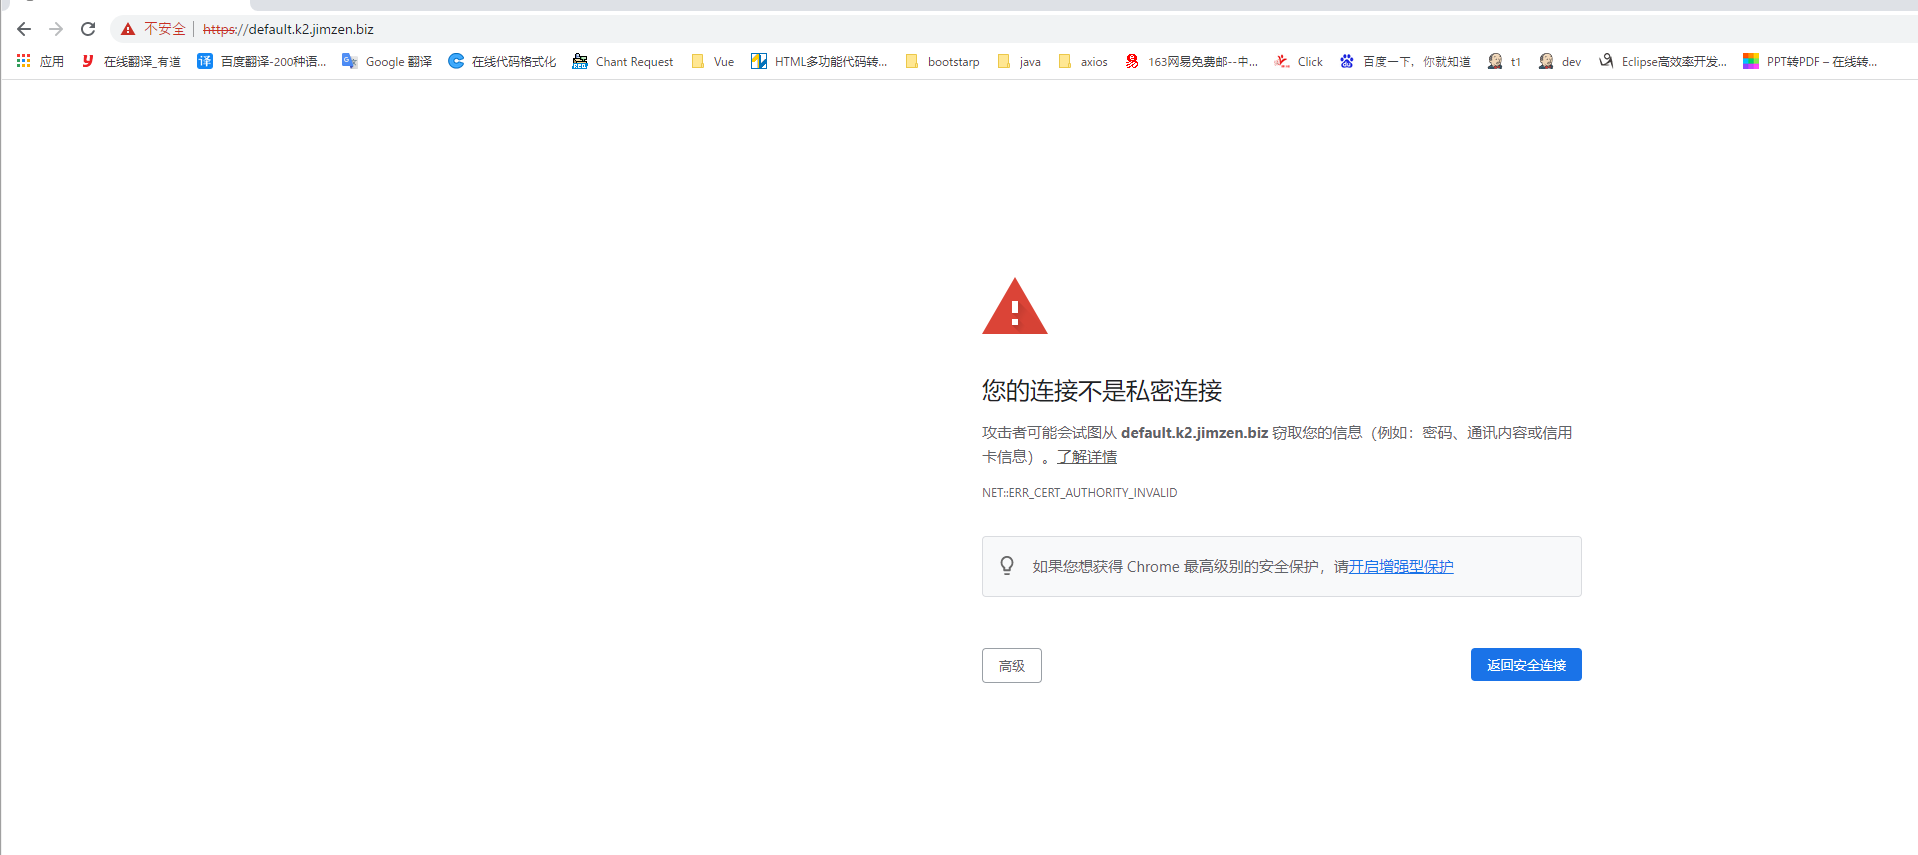 不安全 https://default.k2.jimzen.biz
应用 在线翻译_有道 百度翻译-200种语... Google 翻译 在线代码格式化 Chant Request Vue HTML多功能代码转... bootstarp java axios 163网易免费邮--中... Click 百度一下，你就知道 t1 dev Eclipse高效率开发... PPT转PDF – 在线转...
您的连接不是私密连接
攻击者可能会试图从 default.k2.jimzen.biz 窃取您的信息（例如：密码、通讯内容或信用
卡信息）。了解详情
NET::ERR_CERT_AUTHORITY_INVALID
如果您想获得 Chrome 最高级别的安全保护，请开启增强型保护
高级 返回安全连接